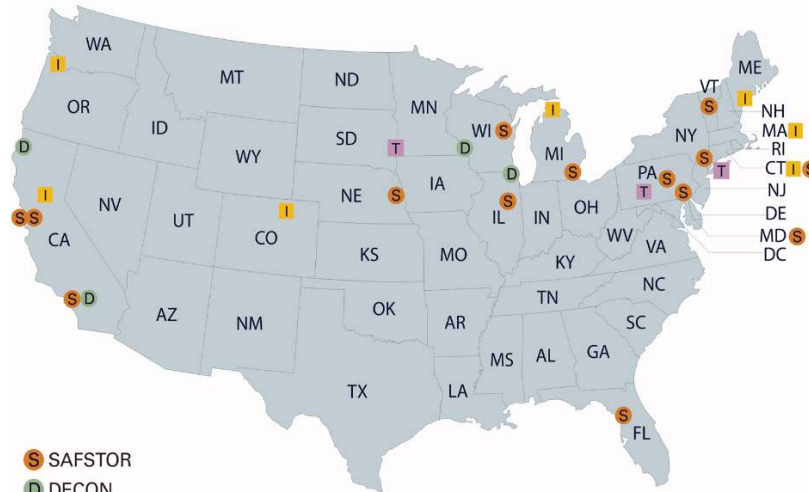 WA
I
MT
ND
MN
ME
VT
I
OR
ID
WY
SD
T
WI S
D
I
MI
S
NH
NY
MA I
RI
D
D
S
S
CT I S
PA S
T
T
NJ
I
NV
UT
I
CO
NE
S
IA
S
IL
IN
OH
S
DE
MD S
DC
S S
CA
KS
MO
WV
VA
KY
NC
S D
AZ
NM
OK
AR
TN
SC
TX
LA
MS
AL
GA
S
FL
S SAFSTOR
D DECON